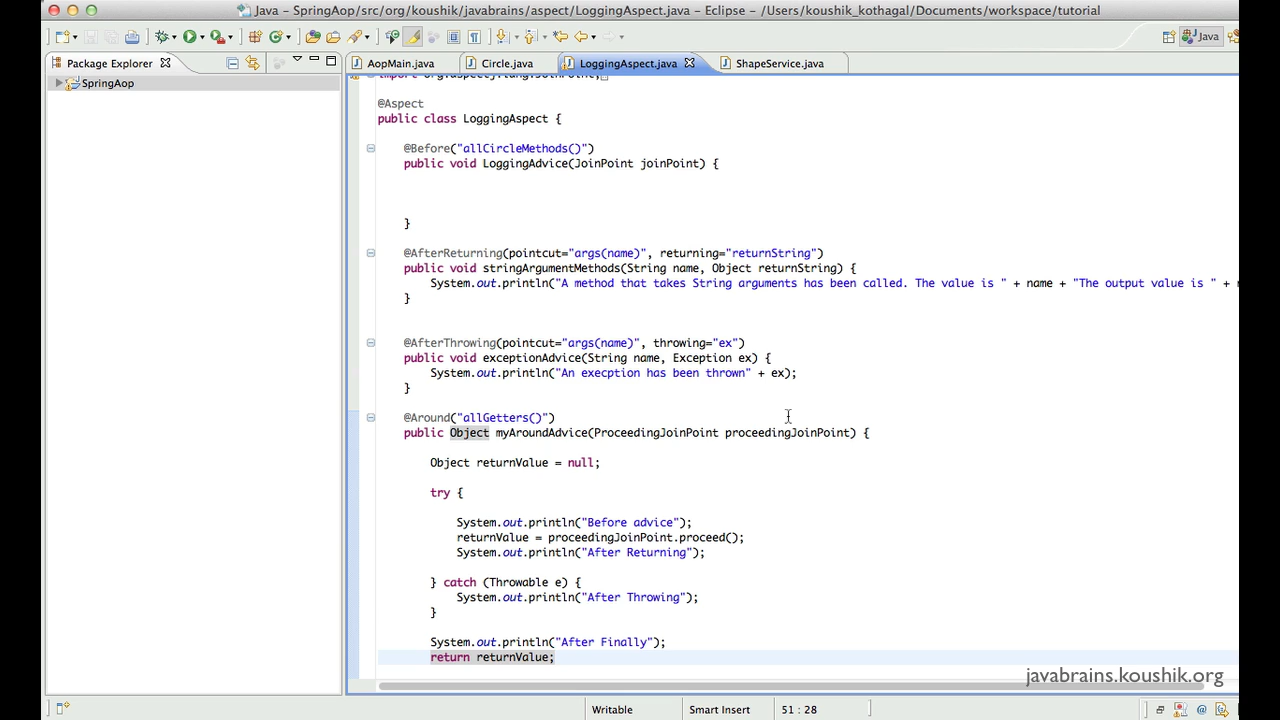 Java - SpringAop/src/org/koushik/javabrains/aspect/LoggingAspect.java - Eclipse - /Users/koushik_kothagal/Documents/workspace/tutorial
Java
Package Explorer
AopMain.java
Circle.java
LoggingAspect.java
ShapeService.java
SpringAop
import org.aspectj.lang.JoinPoint;
@Aspect
public class LoggingAspect {
@Before("allCircleMethods()")
public void LoggingAdvice(JoinPoint joinPoint) {
}
@AfterReturning(pointcut="args(name)", returning="returnString")
public void stringArgumentMethods(String name, Object returnString) {
System.out.println("A method that takes String arguments has been called. The value is " + name + "The output value is " +
}
@AfterThrowing(pointcut="args(name)", throwing="ex")
public void exceptionAdvice(String name, Exception ex) {
System.out.println("An execption has been thrown" + ex);
}
@Around("allGetters()")
public Object myAroundAdvice(ProceedingJoinPoint proceedingJoinPoint) {
Object returnValue = null;
try {
System.out.println("Before advice");
returnValue = proceedingJoinPoint.proceed();
System.out.println("After Returning");
} catch (Throwable e) {
System.out.println("After Throwing");
}
System.out.println("After Finally");
return returnValue;
javabrains.koushik.org
Writable
Smart Insert
51 : 28